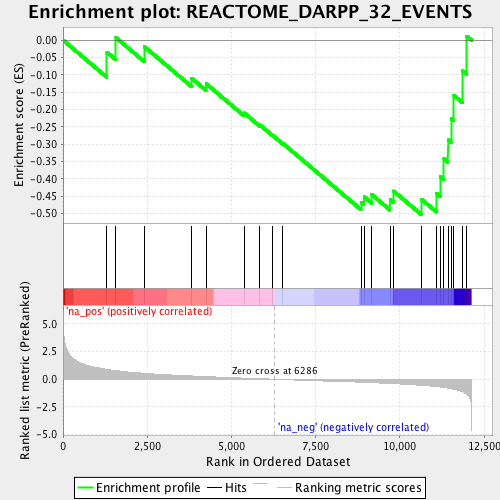 Enrichment plot: REACTOME_DARPP_32_EVENTS
Enrichment score (ES)
0.00
-0.05
-0.10
-0.15
-0.20
-0.25
-0.30
-0.35
-0.40
-0.45
-0.50
'na_pos' (positively correlated)
Ranked list metric (PreRanked)
5.0
2.5
0.0
-2.5
-5.0
Zero cross at 6286
'na_neg' (negatively correlated)
0
2,500
5,000
7,500
10,000
12,500
Rank in Ordered Dataset
Enrichment profile
Hits
Ranking metric scores